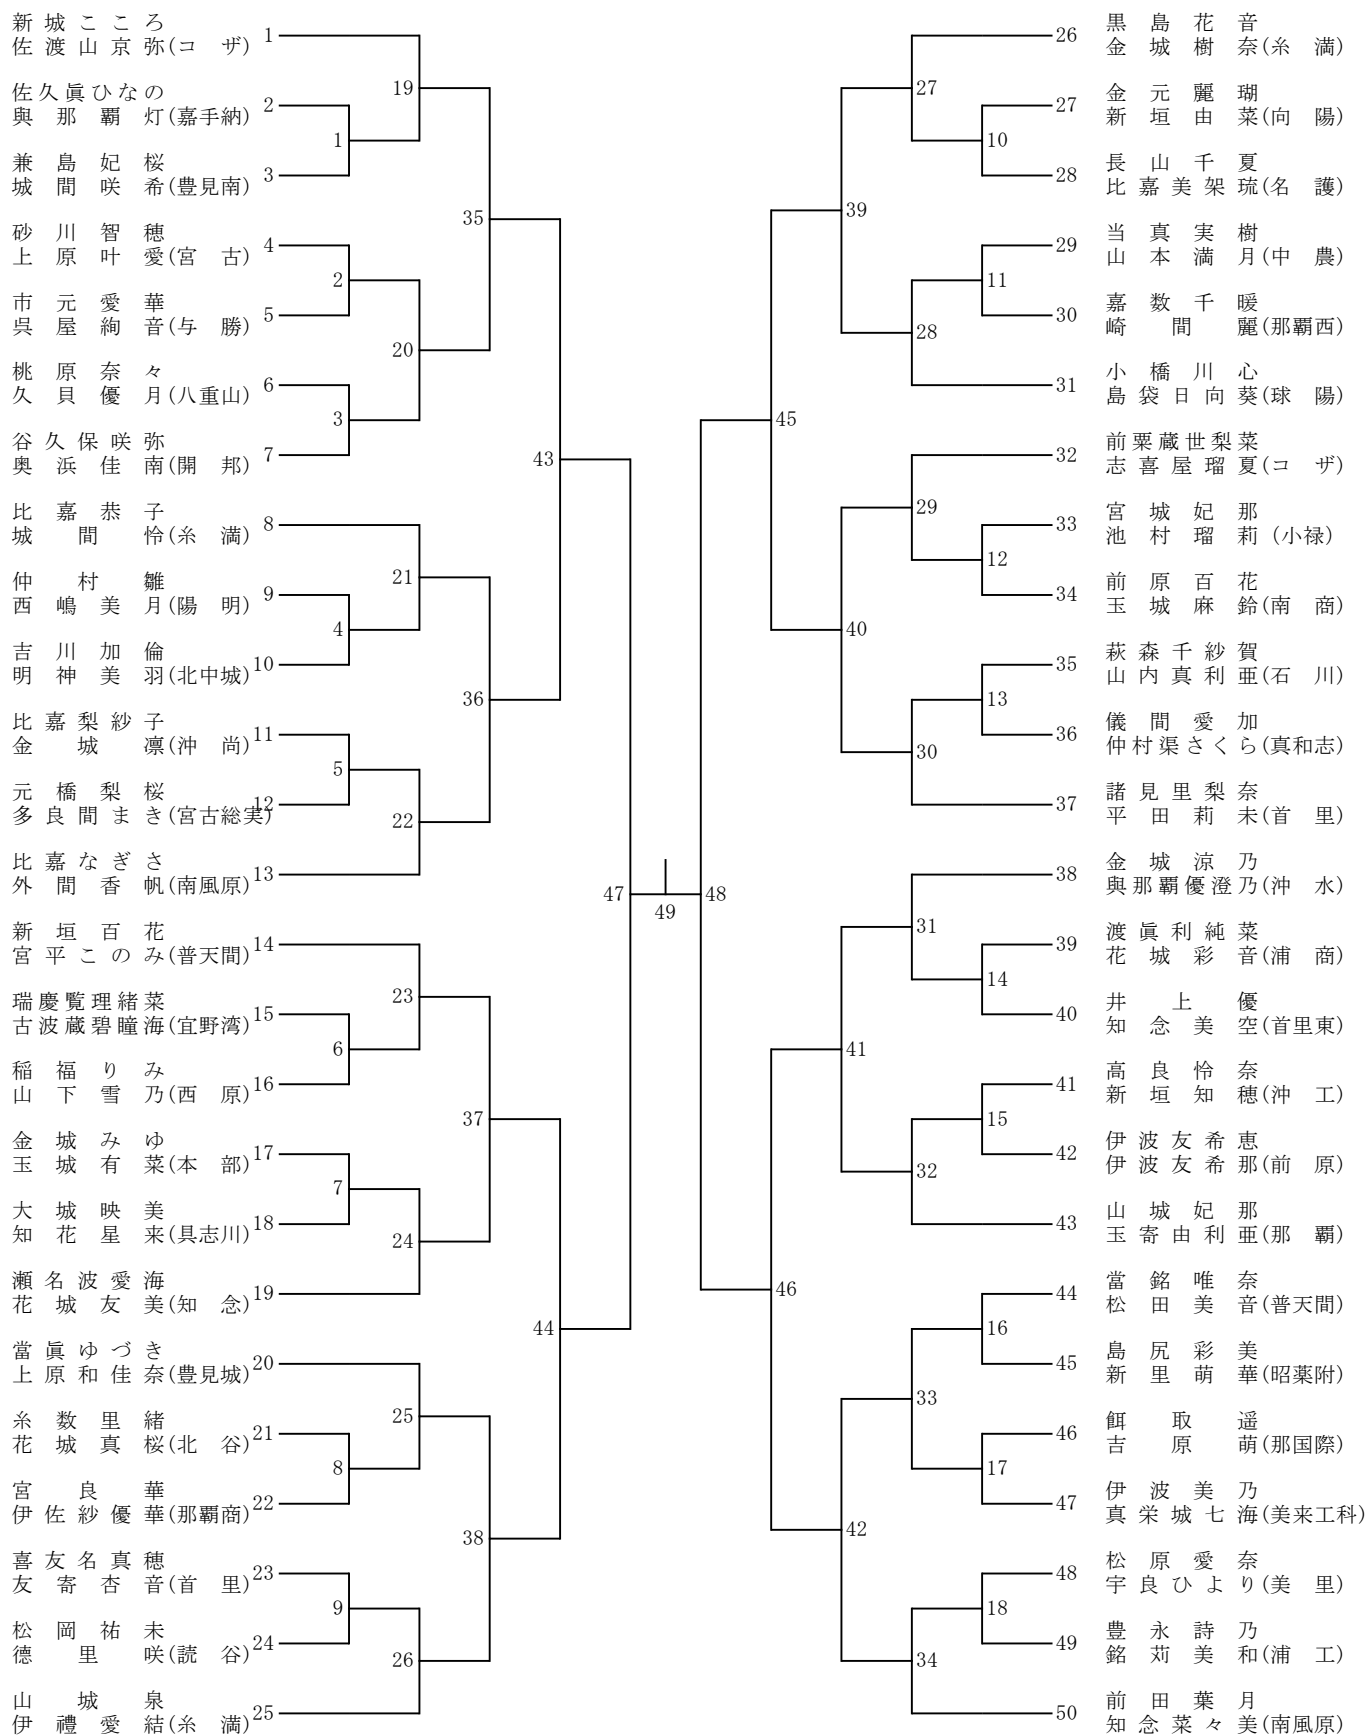 新城こころ
佐渡山京弥(コザ) 1
佐久眞ひなの
與那覇灯(嘉手納) 2
兼島妃桜
城間咲希(豊見南) 3
砂川智穂
上原叶愛(宮古) 4
市元愛華
呉屋絢音(与勝) 5
桃原奈々
久貝優月(八重山) 6
谷久保咲弥
奥浜佳南(開邦) 7
比嘉恭子
城間怜(糸満) 8
仲村雛
西嶋美月(陽明) 9
吉川加倫
明神美羽(北中城) 10
比嘉梨紗子
金城凛(沖尚) 11
元橋梨桜
多良間まき(宮古総実) 12
比嘉なぎさ
外間香帆(南風原) 13
新垣百花
宮平このみ(普天間) 14
瑞慶覧理緒菜
古波蔵碧瞳海(宜野湾) 15
稲福りみ
山下雪乃(西原) 16
金城みゆ
玉城有菜(本部) 17
大城映美
知花星来(具志川) 18
瀬名波愛海
花城友美(知念) 19
當眞ゆづき
上原和佳奈(豊見城) 20
糸数里緒
花城真桜(北谷) 21
宮良華
伊佐紗優華(那覇商) 22
喜友名真穂
友寄杏音(首里) 23
松岡祐未
德里咲(読谷) 24
山城泉
伊禮愛結(糸満) 25
1
2
3
4
5
6
7
8
9
19
20
21
22
23
24
25
26
35
36
37
38
43
44
47
49
48
45
46
39
40
41
42
27
28
29
30
31
32
33
34
10
11
12
13
14
15
16
17
18
26 黒島花音
金城樹奈(糸満)
27 金元麗瑚
新垣由菜(向陽)
28 長山千夏
比嘉美架琉(名護)
29 当真実樹
山本満月(中農)
30 嘉数千暖
崎間麗(那覇西)
31 小橋川心
島袋日向葵(球陽)
32 前粟蔵世梨菜
志喜屋瑠夏(コザ)
33 宮城妃那
池村瑠莉(小禄)
34 前原百花
玉城麻鈴(南商)
35 萩森千紗賀
山内真利亜(石川)
36 儀間愛加
仲村渠さくら(真和志)
37 諸見里梨奈
平田莉未(首里)
38 金城涼乃
與那覇優澄乃(沖水)
39 渡眞利純菜
花城彩音(浦商)
40 井上優
知念美空(首里東)
41 高良怜奈
新垣知穂(沖工)
42 伊波友希恵
伊波友希那(前原)
43 山城妃那
玉寄由利亜(那覇)
44 當銘唯奈
松田美音(普天間)
45 島尻彩美
新里萌華(昭薬附)
46 餌取遥
吉原萌(那国際)
47 伊波美乃
真栄城七海(美来工科)
48 松原愛奈
宇良ひより(美里)
49 豊永詩乃
銘苅美和(浦工)
50 前田葉月
知念菜々美(南風原)